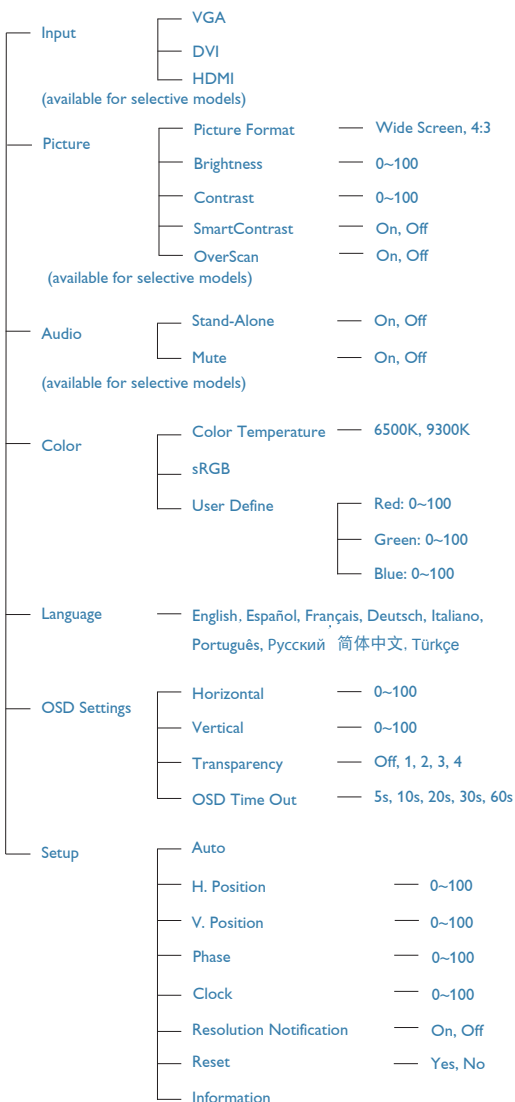 Input
VGA
DVI
HDMI
(available for selective models)
Picture
Picture Format Wide Screen, 4:3
Brightness 0~100
Contrast 0~100
SmartContrast On, Off
OverScan On, Off
(available for selective models)
Audio
Stand-Alone On, Off
Mute On, Off
(available for selective models)
Color
Color Temperature 6500K, 9300K
sRGB
User Define Red: 0~100
Green: 0~100
Blue: 0~100
Language English, Español, Français, Deutsch, Italiano,
Português, Русский, 简体中文, Türkçe
OSD Settings
Horizontal 0~100
Vertical 0~100
Transparency Off, 1, 2, 3, 4
OSD Time Out 5s, 10s, 20s, 30s, 60s
Setup
Auto
H. Position 0~100
V. Position 0~100
Phase 0~100
Clock 0~100
Resolution Notification On, Off
Reset Yes, No
Information